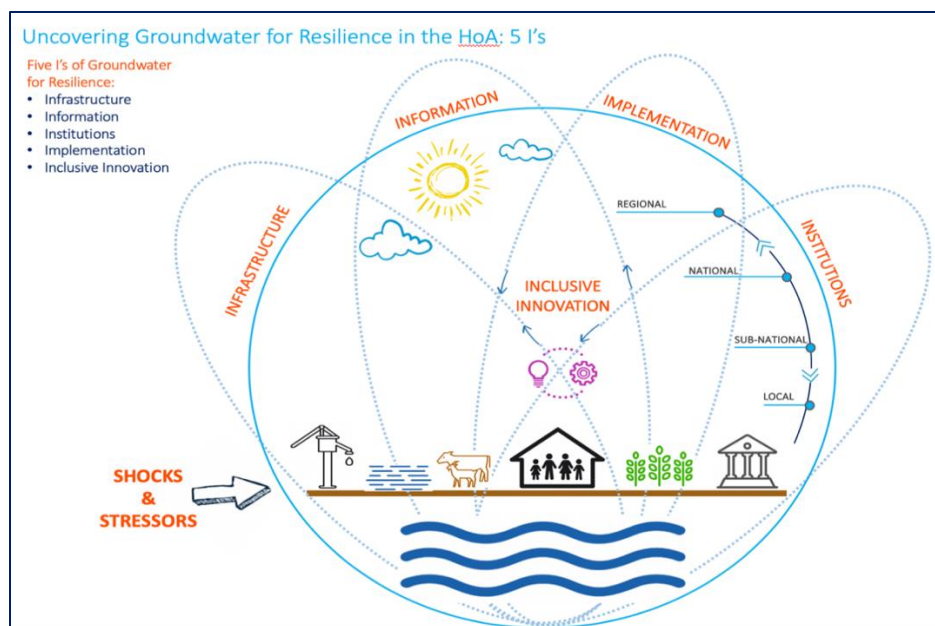 Uncovering Groundwater for Resilience in the HoA: 5 I's
Five I's of Groundwater
for Resilience:
• Infrastructure
• Information
• Institutions
• Implementation
• Inclusive Innovation
INFRASTRUCTURE
INFORMATION
IMPLEMENTATION
INSTITUTIONS
REGIONAL
NATIONAL
SUB-NATIONAL
LOCAL
INCLUSIVE
INNOVATION
SHOCKS
&
STRESSORS